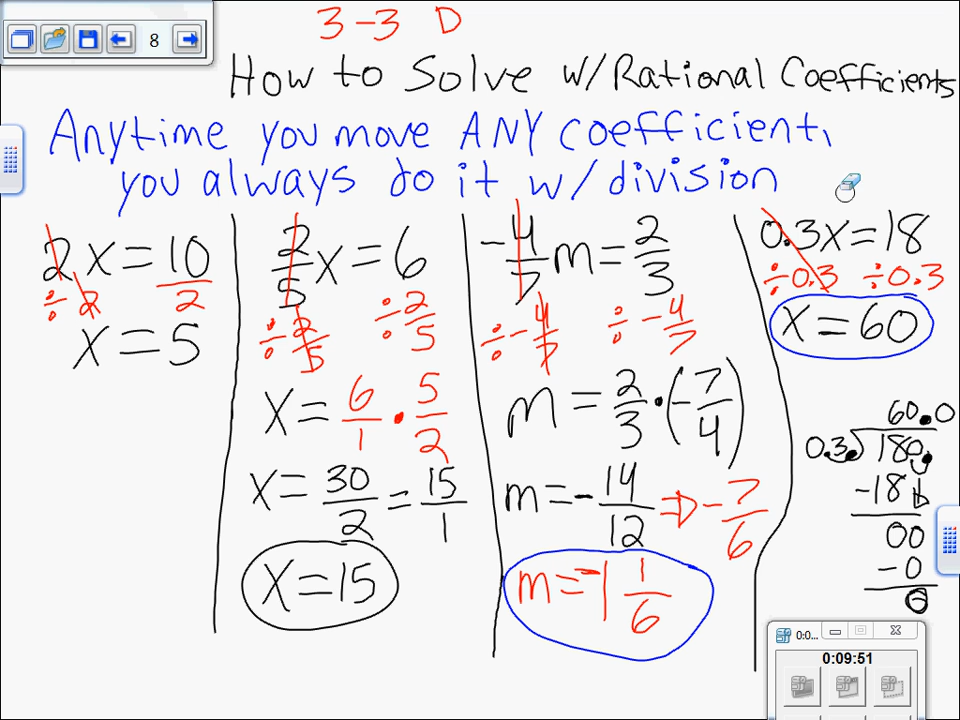 3-3 D
8
How to Solve w/Rational Coefficients
Anytime you move ANY coefficient,
you always do it w/ division
2x = 10
÷ 2 2
x = 5
2/5 x = 6
÷ 2/5 ÷ 2/5
x = 6/1 · 5/2
x = 30/2 = 15/1
x = 15
-4/7 m = 2/3
÷ -4/7 ÷ -4/7
m = 2/3 · (-7/4)
m = -14/12 ⇒ -7/6
m = -1 1/6
0.3x = 18
÷0.3 ÷0.3
x = 60
60.0
0.3. ) 180.
-18
00
-0
0
0:0...
0:09:51